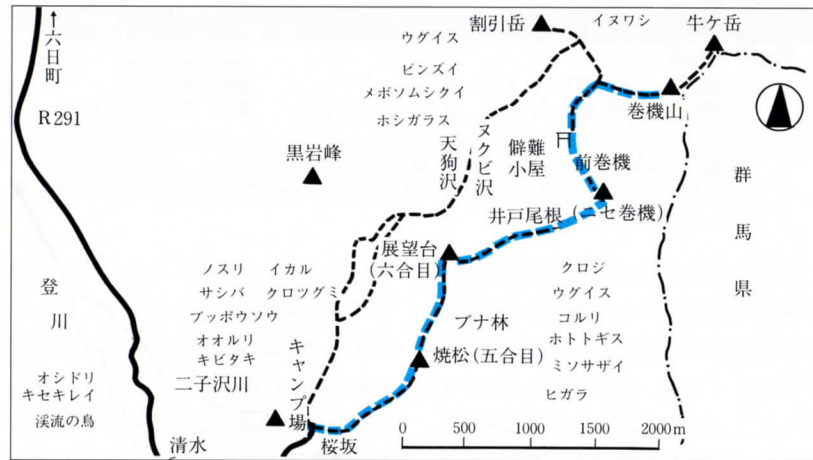 ↑六日町
R291
登川
オシドリ
キセキレイ
渓流の鳥
清水
黒岩峰
ノスリ イカル
サシバ クロツグミ
ブッポウソウ
オオルリ
キビタキ
二子沢川
キャンプ場
桜坂
ウグイス
ビンズイ
メボソムシクイ
ホシガラス
天狗沢
ヌクビ沢
割引岳
イヌワシ
牛ケ岳
巻機山
僻難小屋
前巻機
(ニセ巻機)
井戸尾根
展望台
(六合目)
ブナ林
焼松(五合目)
クロジ
ウグイス
コルリ
ホトトギス
ミソサザイ
ヒガラ
群馬県
0 500 1000 1500 2000m